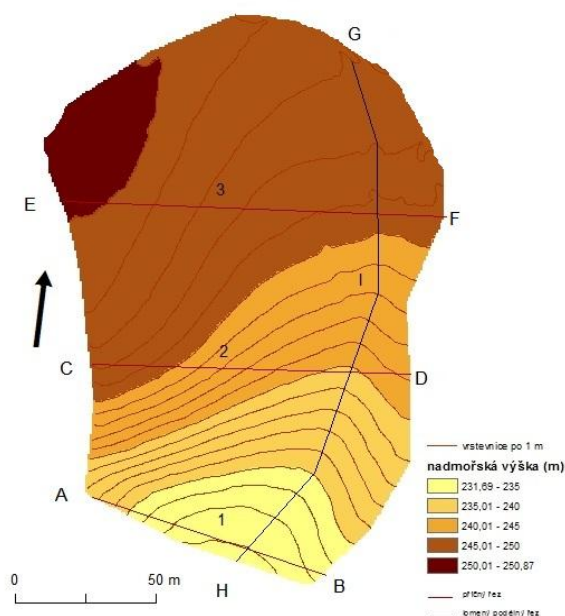 G
3
E
F
I
C
2
D
A
1
H
B
0 50 m
vrstevnice po 1 m
nadmořská výška (m)
231,69 - 235
235,01 - 240
240,01 - 245
245,01 - 250
250,01 - 250,87
příčný řez
lomený podélný řez